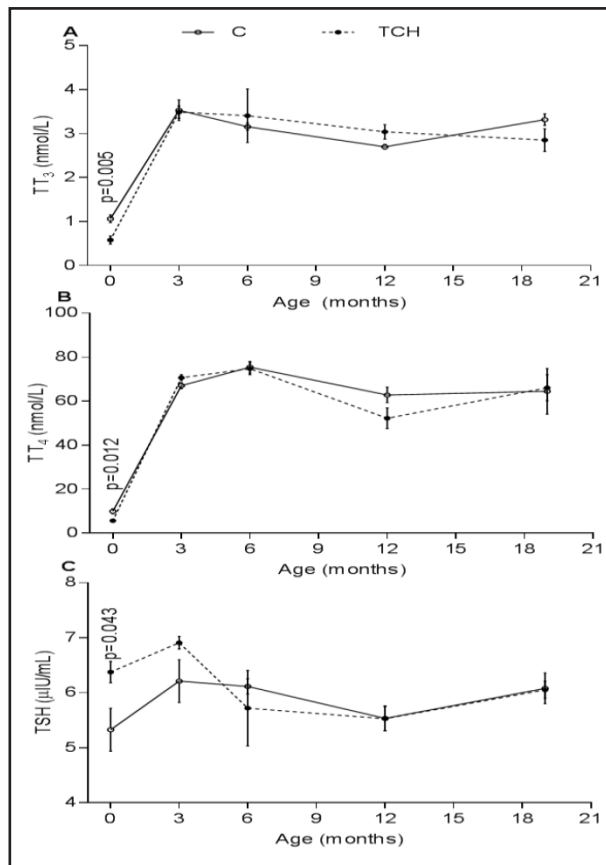 A C TCH
5
4
3
2
1
0
TT₃ (nmol/L)
p=0.005
0 3 6 9 12 15 18 21
Age (months)
B
100
80
60
40
20
0
TT₄ (nmol/L)
p=0.012
0 3 6 9 12 15 18 21
Age (months)
C
8
7
6
5
4
TSH (µIU/mL)
p=0.043
0 3 6 9 12 15 18 21
Age (months)